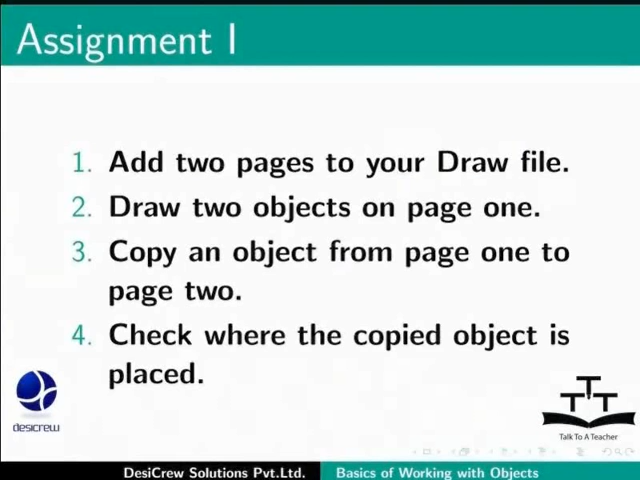 Assignment I
1. Add two pages to your Draw file.
2. Draw two objects on page one.
3. Copy an object from page one to
page two.
4. Check where the copied object is
placed.
desicrew
TTT
Talk To A Teacher
DesiCrew Solutions Pvt.Ltd. Basics of Working with Objects